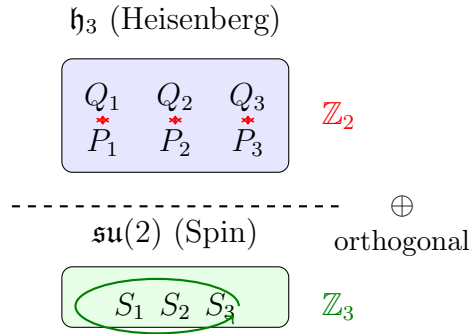 𝔥₃ (Heisenberg)
Q₁ Q₂ Q₃
P₁ P₂ P₃
ℤ₂
⊕
𝔰𝔲(2) (Spin)
orthogonal
S₁ S₂ S₃
ℤ₃